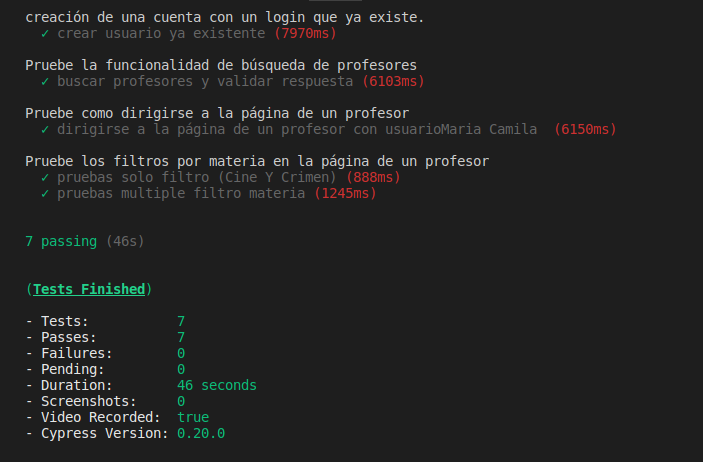 creación de una cuenta con un login que ya existe.
✓ crear usuario ya existente (7970ms)
Pruebe la funcionalidad de búsqueda de profesores
✓ buscar profesores y validar respuesta (6103ms)
Pruebe como dirigirse a la página de un profesor
✓ dirigirse a la página de un profesor con usuarioMaria Camila (6150ms)
Pruebe los filtros por materia en la página de un profesor
✓ pruebas solo filtro (Cine Y Crimen) (888ms)
✓ pruebas multiple filtro materia (1245ms)
7 passing (46s)
(Tests Finished)
- Tests: 7
- Passes: 7
- Failures: 0
- Pending: 0
- Duration: 46 seconds
- Screenshots: 0
- Video Recorded: true
- Cypress Version: 0.20.0